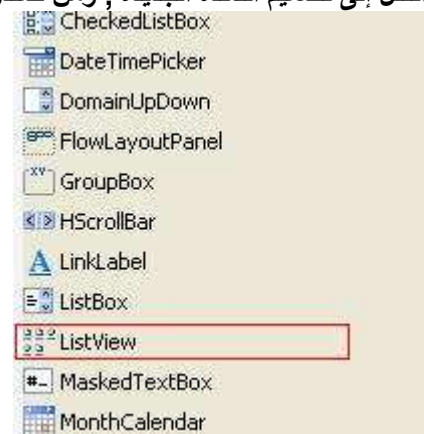 CheckedListBox
DateTimePicker
DomainUpDown
FlowLayoutPanel
GroupBox
HScrollBar
LinkLabel
ListBox
ListView
MaskedTextBox
MonthCalendar